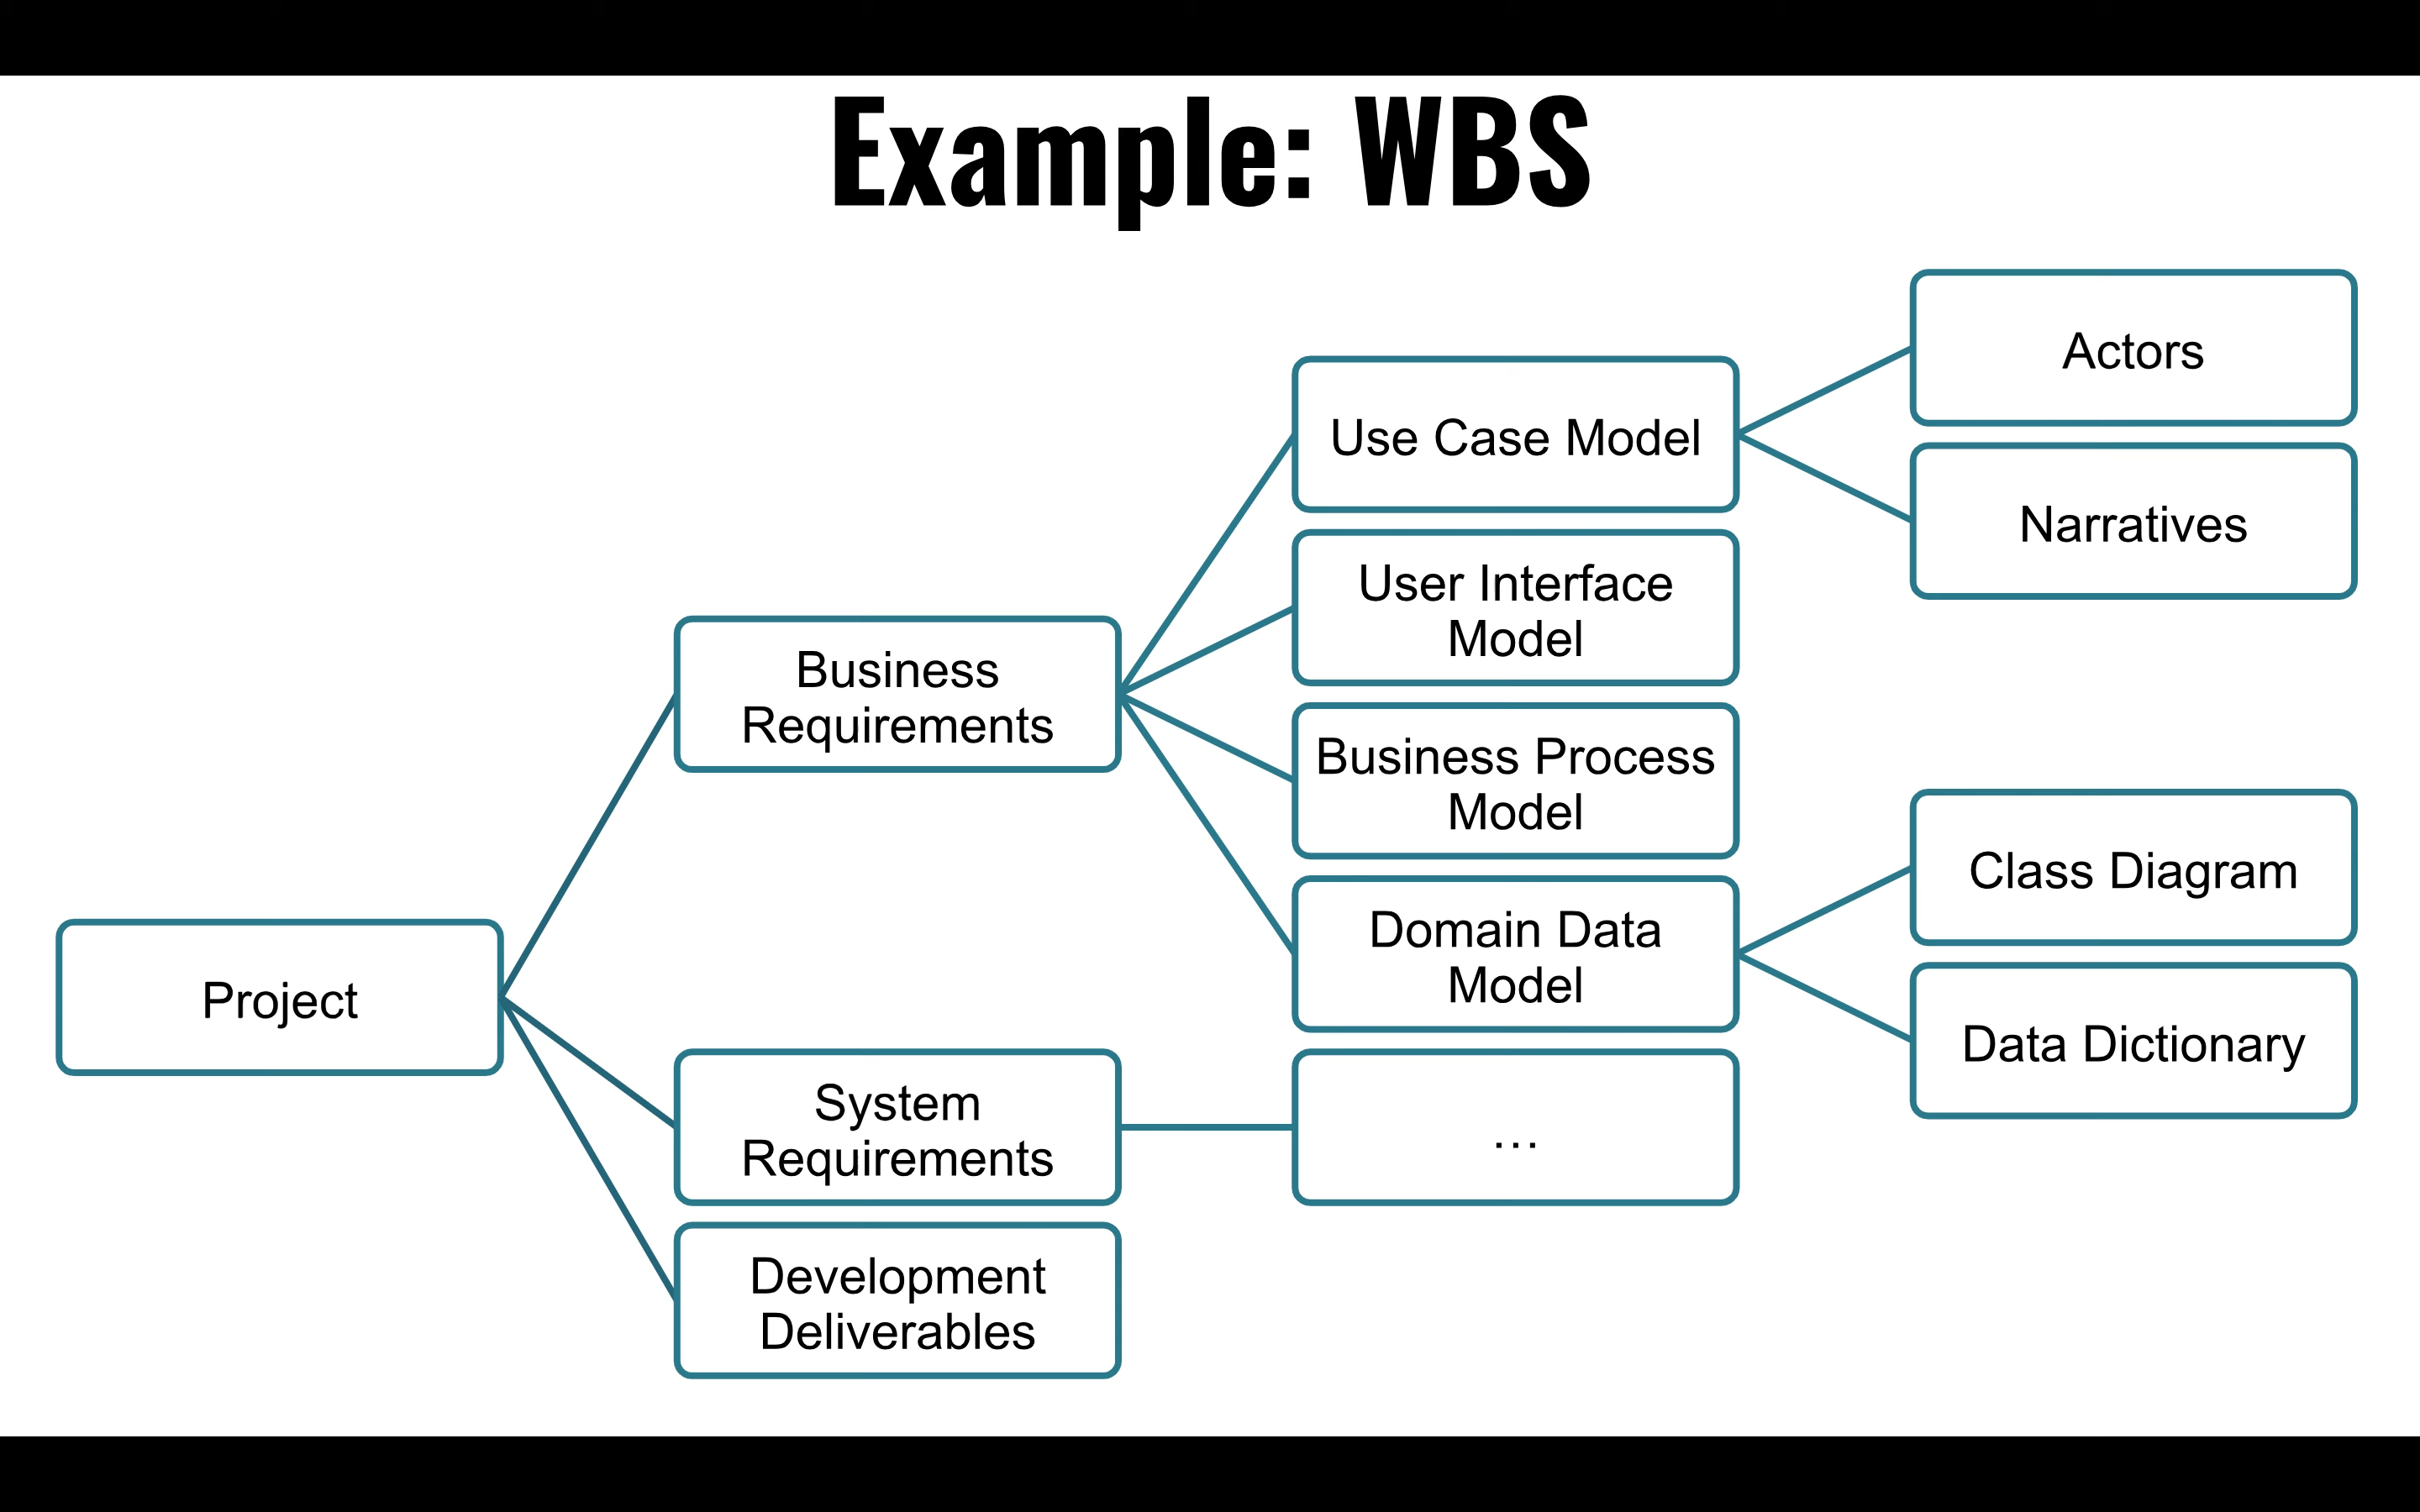 Example: WBS
Project
Business
Requirements
System
Requirements
Development
Deliverables
Use Case Model
User Interface
Model
Business Process
Model
Domain Data
Model
...
Actors
Narratives
Class Diagram
Data Dictionary